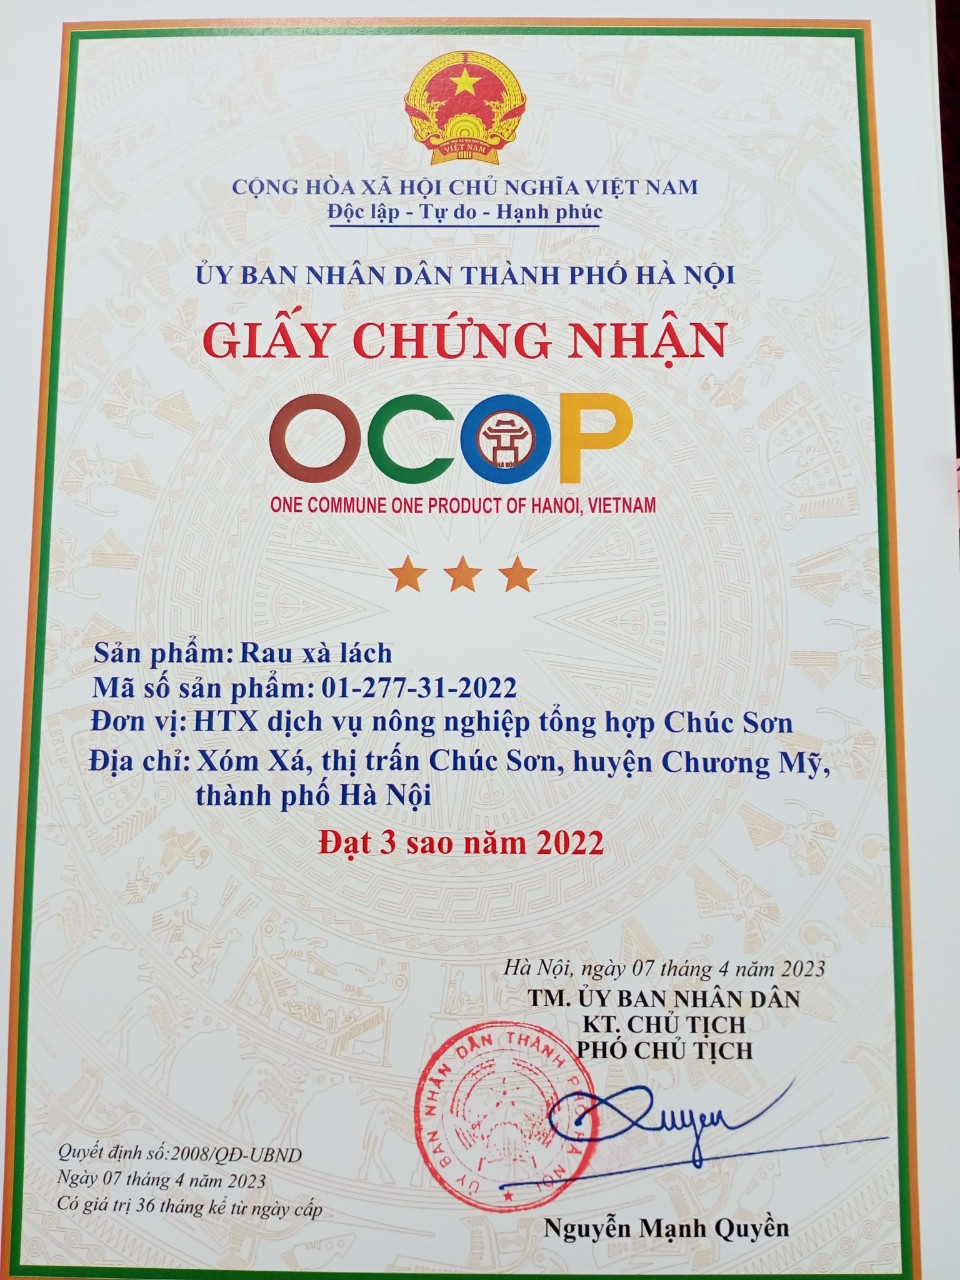 VIỆT NAM
CỘNG HÒA XÃ HỘI CHỦ NGHĨA VIỆT NAM
Độc lập - Tự do - Hạnh phúc
ỦY BAN NHÂN DÂN THÀNH PHỐ HÀ NỘI
GIẤY CHỨNG NHẬN
OCOP
HÀ NỘI
ONE COMMUNE ONE PRODUCT OF HANOI, VIETNAM
Sản phẩm: Rau xà lách
Mã số sản phẩm: 01-277-31-2022
Đơn vị: HTX dịch vụ nông nghiệp tổng hợp Chúc Sơn
Địa chỉ: Xóm Xá, thị trấn Chúc Sơn, huyện Chương Mỹ,
thành phố Hà Nội
Đạt 3 sao năm 2022
Hà Nội, ngày 07 tháng 4 năm 2023
TM. ỦY BAN NHÂN DÂN
KT. CHỦ TỊCH
PHÓ CHỦ TỊCH
ỦY BAN NHÂN DÂN THÀNH PHỐ HÀ NỘI
Quyen
Nguyễn Mạnh Quyền
Quyết định số:2008/QĐ-UBND
Ngày 07 tháng 4 năm 2023
Có giá trị 36 tháng kể từ ngày cấp